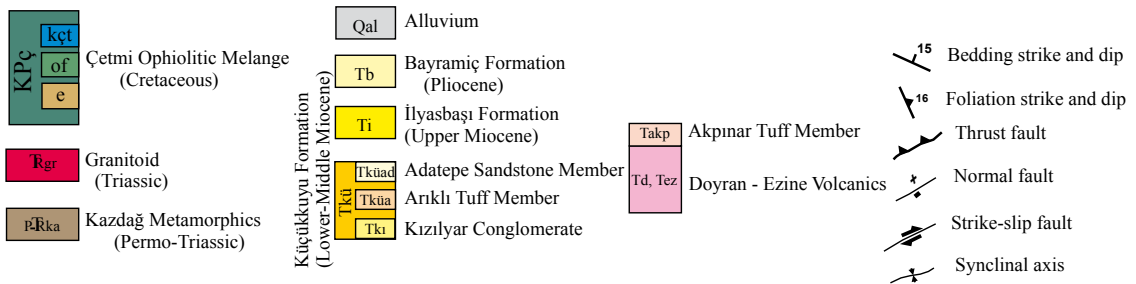 KPç
kçt
of
e
Çetmi Ophiolitic Melange
(Cretaceous)
TRgr
Granitoid
(Triassic)
P-TRka
Kazdağ Metamorphics
(Permo-Triassic)
Küçükkuyu Formation
(Lower-Middle Miocene)
Qal
Alluvium
Tb
Bayramiç Formation
(Pliocene)
Ti
İlyasbaşı Formation
(Upper Miocene)
Tkü
Tküad
Adatepe Sandstone Member
Tküa
Arıklı Tuff Member
Tkı
Kızılyar Conglomerate
Takp
Akpınar Tuff Member
Td, Tez
Doyran - Ezine Volcanics
15
Bedding strike and dip
16
Foliation strike and dip
Thrust fault
Normal fault
Strike-slip fault
Synclinal axis